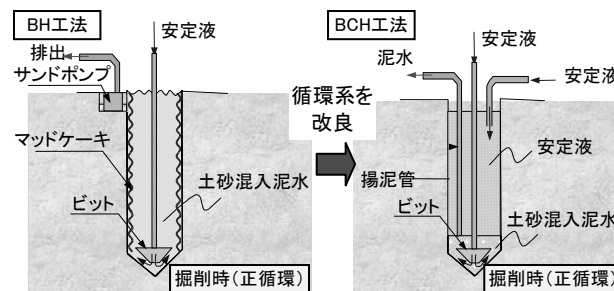 BH工法
安定液
排出
サンドポンプ
マッドケーキ
土砂混入泥水
ビット
掘削時(正循環)
循環系を
改良
BCH工法
安定液
泥水
安定液
安定液
揚泥管
ビット
土砂混入泥水
掘削時(正循環)